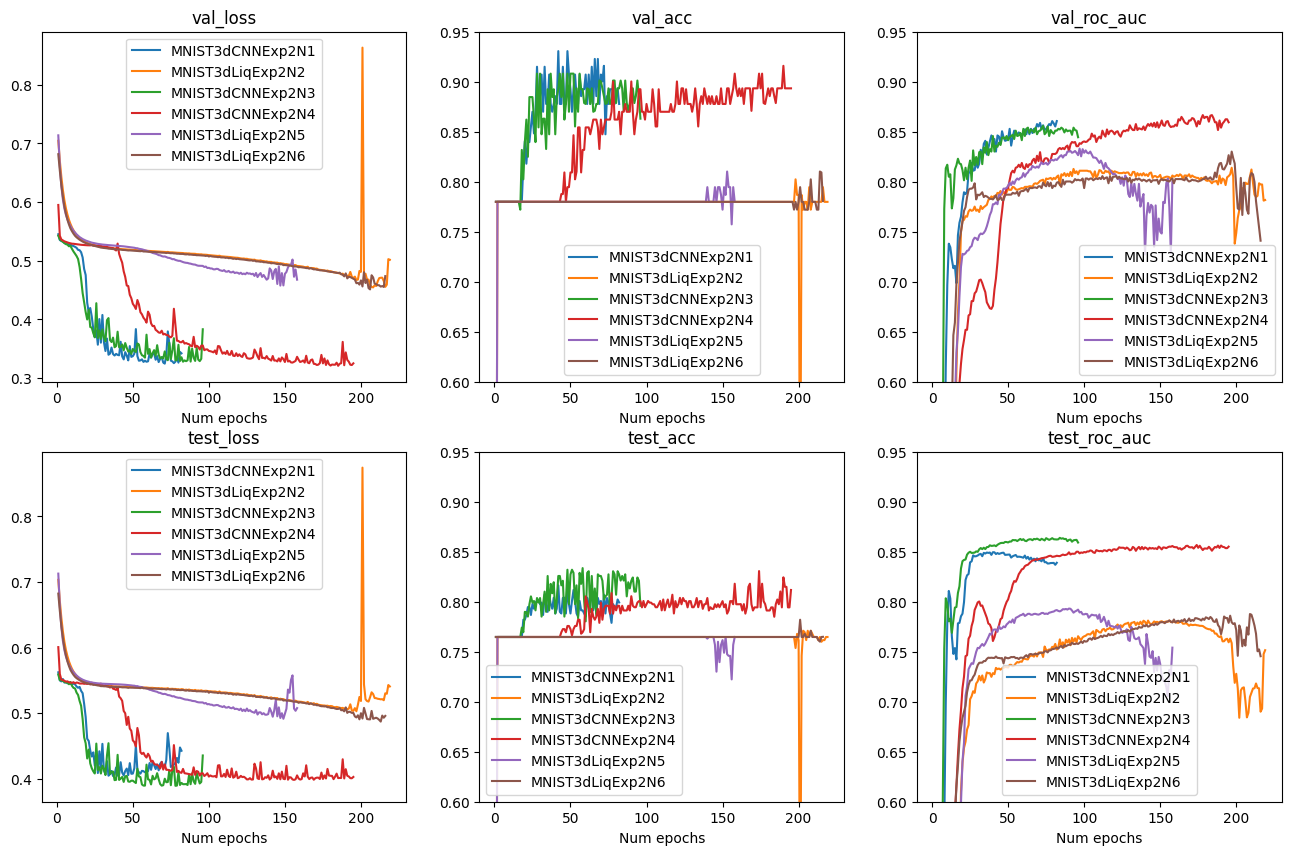 val_loss
0.8
0.7
0.6
0.5
0.4
0.3
0
50
100
150
200
Num epochs
MNIST3dCNNExp2N1
MNIST3dLiqExp2N2
MNIST3dCNNExp2N3
MNIST3dCNNExp2N4
MNIST3dLiqExp2N5
MNIST3dLiqExp2N6
val_acc
0.95
0.90
0.85
0.80
0.75
0.70
0.65
0.60
0
50
100
150
200
Num epochs
MNIST3dCNNExp2N1
MNIST3dLiqExp2N2
MNIST3dCNNExp2N3
MNIST3dCNNExp2N4
MNIST3dLiqExp2N5
MNIST3dLiqExp2N6
val_roc_auc
0.95
0.90
0.85
0.80
0.75
0.70
0.65
0.60
0
50
100
150
200
Num epochs
MNIST3dCNNExp2N1
MNIST3dLiqExp2N2
MNIST3dCNNExp2N3
MNIST3dCNNExp2N4
MNIST3dLiqExp2N5
MNIST3dLiqExp2N6
test_loss
0.8
0.7
0.6
0.5
0.4
0
50
100
150
200
Num epochs
MNIST3dCNNExp2N1
MNIST3dLiqExp2N2
MNIST3dCNNExp2N3
MNIST3dCNNExp2N4
MNIST3dLiqExp2N5
MNIST3dLiqExp2N6
test_acc
0.95
0.90
0.85
0.80
0.75
0.70
0.65
0.60
0
50
100
150
200
Num epochs
MNIST3dCNNExp2N1
MNIST3dLiqExp2N2
MNIST3dCNNExp2N3
MNIST3dCNNExp2N4
MNIST3dLiqExp2N5
MNIST3dLiqExp2N6
test_roc_auc
0.95
0.90
0.85
0.80
0.75
0.70
0.65
0.60
0
50
100
150
200
Num epochs
MNIST3dCNNExp2N1
MNIST3dLiqExp2N2
MNIST3dCNNExp2N3
MNIST3dCNNExp2N4
MNIST3dLiqExp2N5
MNIST3dLiqExp2N6